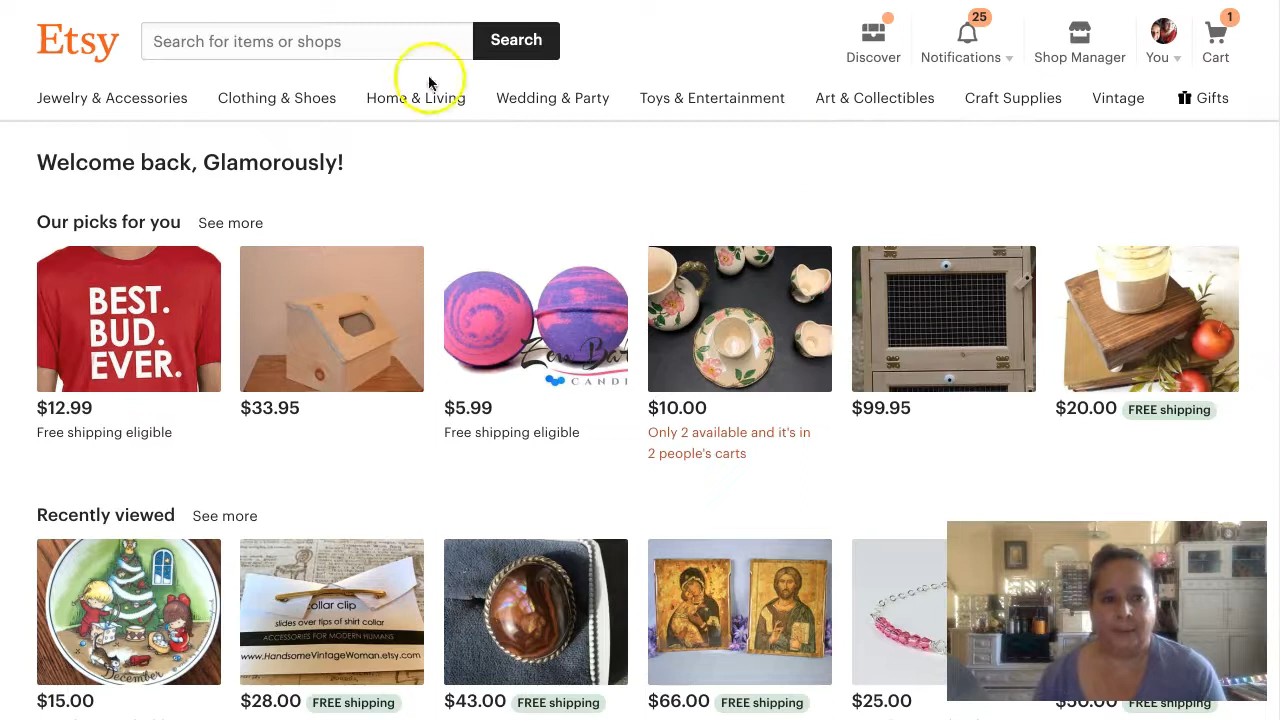 Etsy
Search for items or shops
Search
Discover
25
Notifications
Shop Manager
You
1
Cart
Jewelry & Accessories
Clothing & Shoes
Home & Living
Wedding & Party
Toys & Entertainment
Art & Collectibles
Craft Supplies
Vintage
Gifts
Welcome back, Glamorously!
Our picks for you See more
BEST.
BUD.
EVER.
CANDL
$12.99
Free shipping eligible
$33.95
$5.99
Free shipping eligible
$10.00
Only 2 available and it's in
2 people's carts
$99.95
$20.00 FREE shipping
Recently viewed See more
December
collar clip
slides over tips of shirt collar
ACCESSORIES FOR MODERN HUMANS
www.HandsomeVintageWoman.etsy.com
$15.00
$28.00 FREE shipping
$43.00 FREE shipping
$66.00 FREE shipping
$25.00
FREE shipping